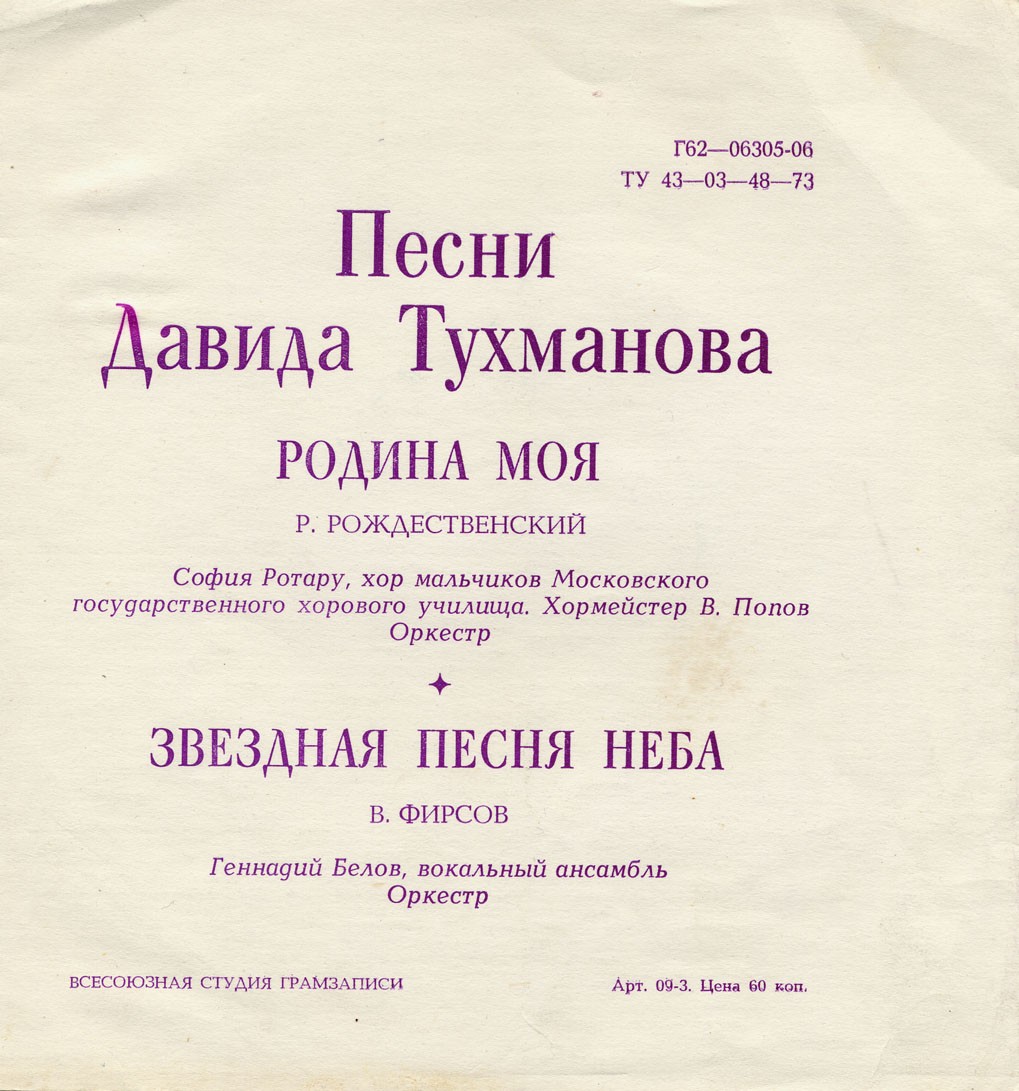 Г62—06305-06
ТУ 43—03—48—73
Песни
Давида Тухманова
РОДИНА МОЯ
Р. РОЖДЕСТВЕНСКИЙ
София Ротару, хор мальчиков Московского
государственного хорового училища. Хормейстер В. Попов
Оркестр
ЗВЕЗДНАЯ ПЕСНЯ НЕБА
В. ФИРСОВ
Геннадий Белов, вокальный ансамбль
Оркестр
ВСЕСОЮЗНАЯ СТУДИЯ ГРАМЗАПИСИ
Арт. 09-3. Цена 60 коп.